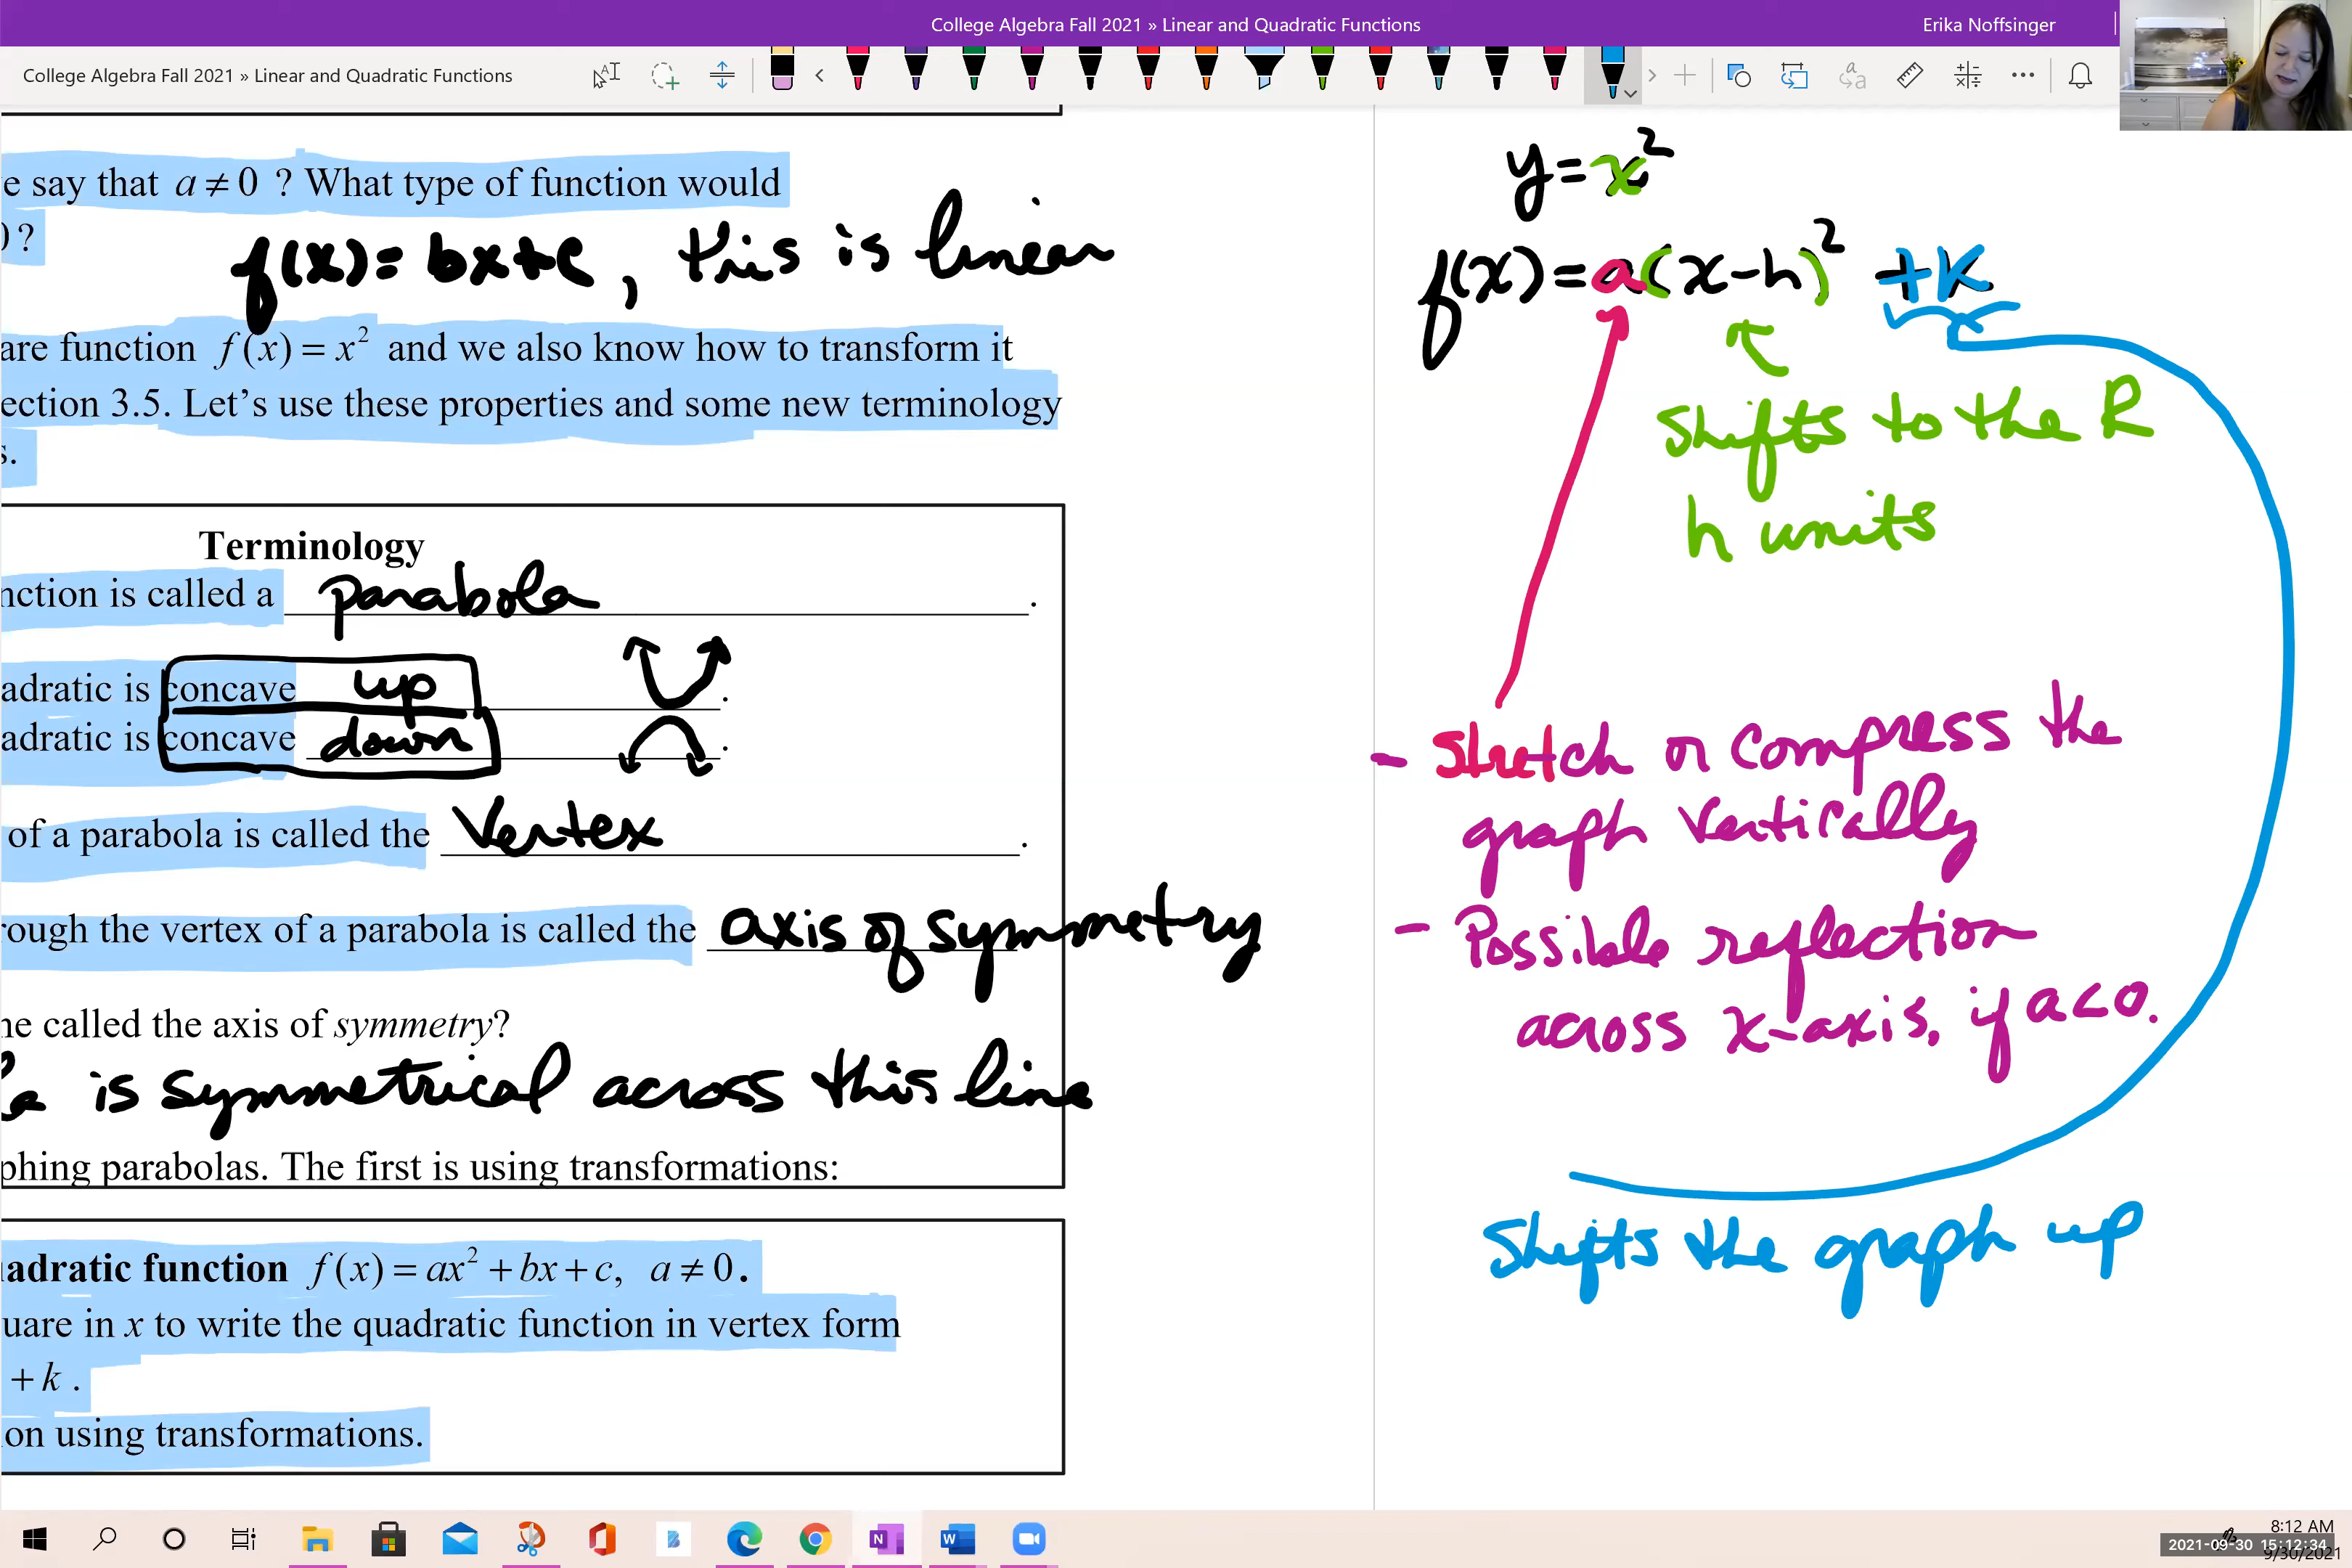 College Algebra Fall 2021 » Linear and Quadratic Functions
Erika Noffsinger
College Algebra Fall 2021 » Linear and Quadratic Functions
e say that a ≠ 0 ? What type of function would
)?
f(x) = bx+c, this is linear
are function f(x) = x² and we also know how to transform it
ection 3.5. Let's use these properties and some new terminology
s.
Terminology
nction is called a parabola.
adratic is concave up.
adratic is concave down.
of a parabola is called the Vertex.
rough the vertex of a parabola is called the axis of symmetry
ne called the axis of symmetry?
la is symmetrical across this line
phing parabolas. The first is using transformations:
adratic function f(x) = ax² + bx + c, a ≠ 0.
uare in x to write the quadratic function in vertex form
+ k .
on using transformations.
y = x²
f(x) = a(x-h)² +k
Shifts to the R
h units
- Stretch or compress the
graph vertically
- Possible reflection
across x-axis, if a<0.
Shifts the graph up
8:12 AM
9/30/2021
2021-09-30 15:12:34